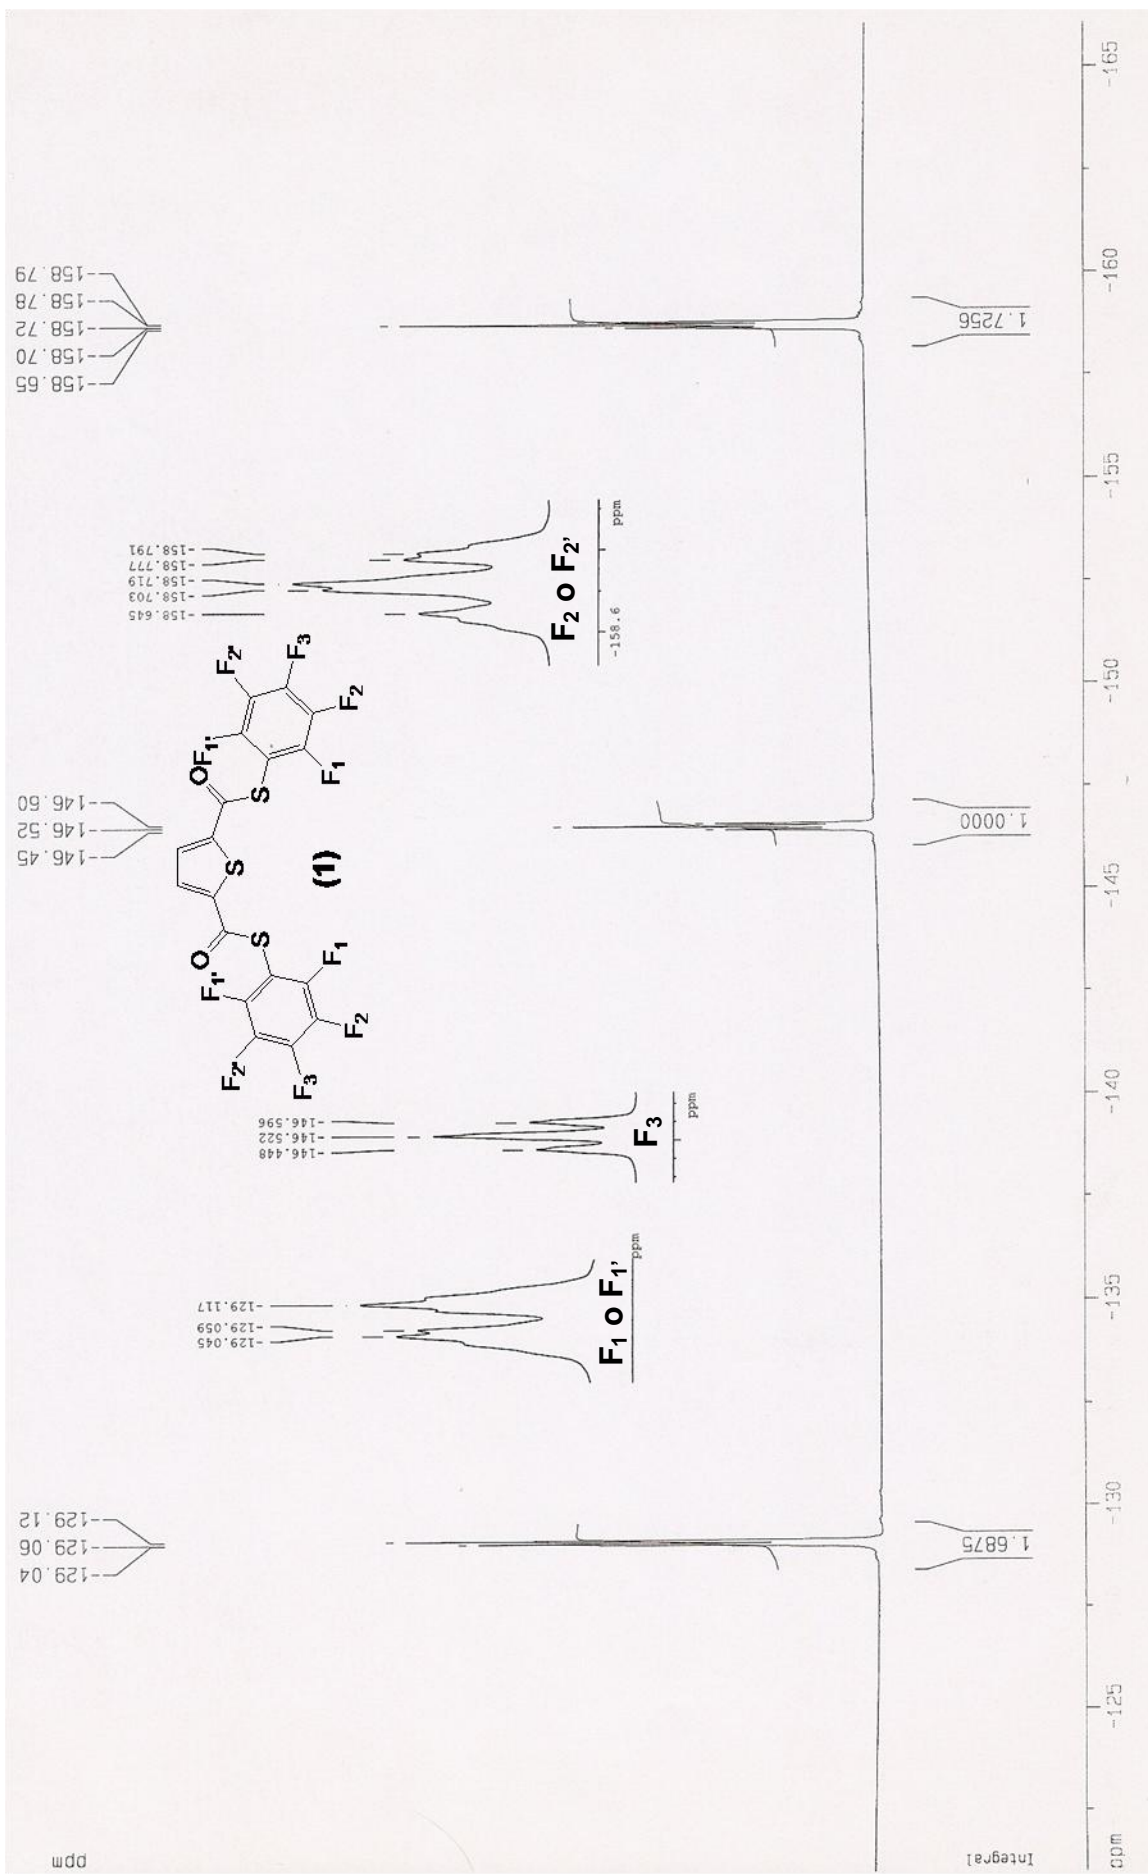 ppm
-129.04
-129.06
-129.12
-146.45
-146.52
-146.60
-158.65
-158.70
-158.72
-158.78
-158.79
-129.045
-129.059
-129.117
F1 o F1'
ppm
-146.448
-146.522
-146.596
F3
ppm
O
O
S
S
S
F1'
F2'
F3
F2
F1
F1'
F2'
F3
F2
F1
(1)
-158.645
-158.703
-158.719
-158.777
-158.791
F2 o F2'
-158.6
ppm
Integral
1.6875
1.0000
1.7256
ppm
-125
-130
-135
-140
-145
-150
-155
-160
-165